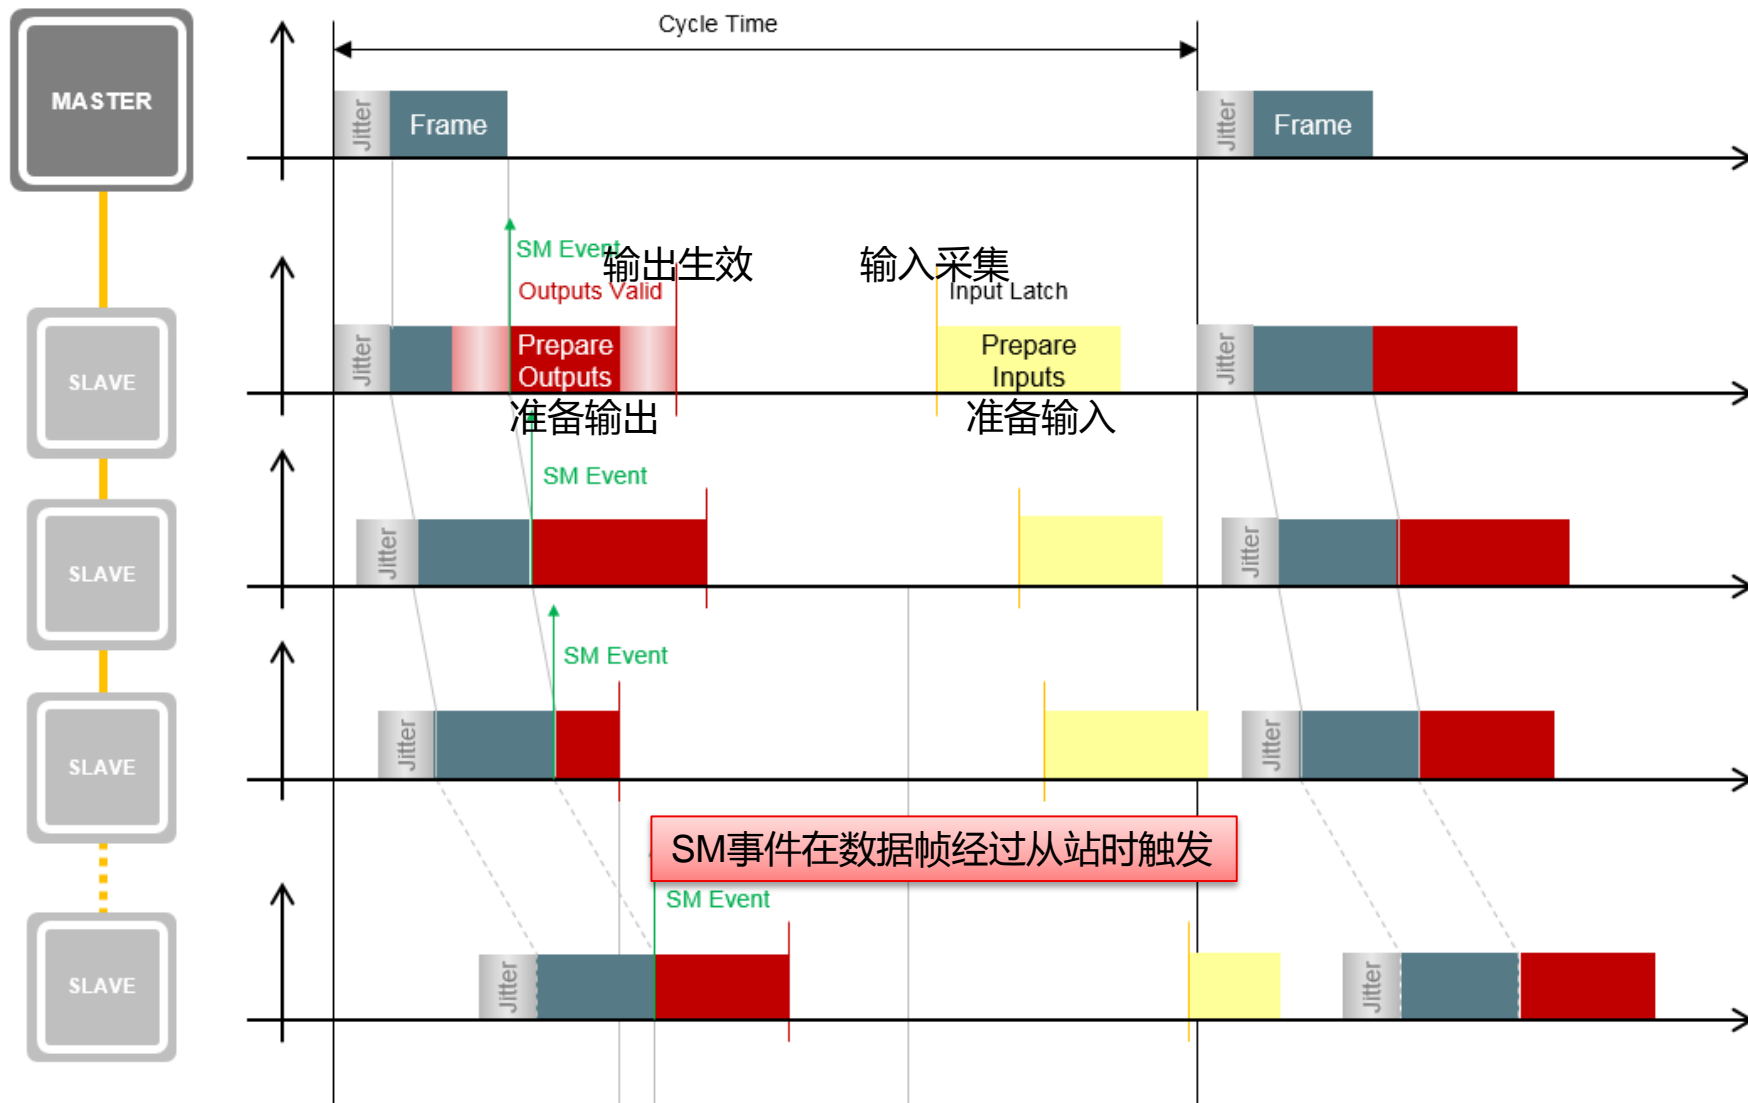 Cycle Time
MASTER
Jitter
Frame
Jitter
Frame
SM Event
输出生效
输入采集
Outputs Valid
Input Latch
SLAVE
Jitter
Prepare
Outputs
Prepare
Inputs
Jitter
准备输出
准备输入
SM Event
SLAVE
Jitter
Jitter
SM Event
SLAVE
Jitter
Jitter
SM事件在数据帧经过从站时触发
SM Event
SLAVE
Jitter
Jitter